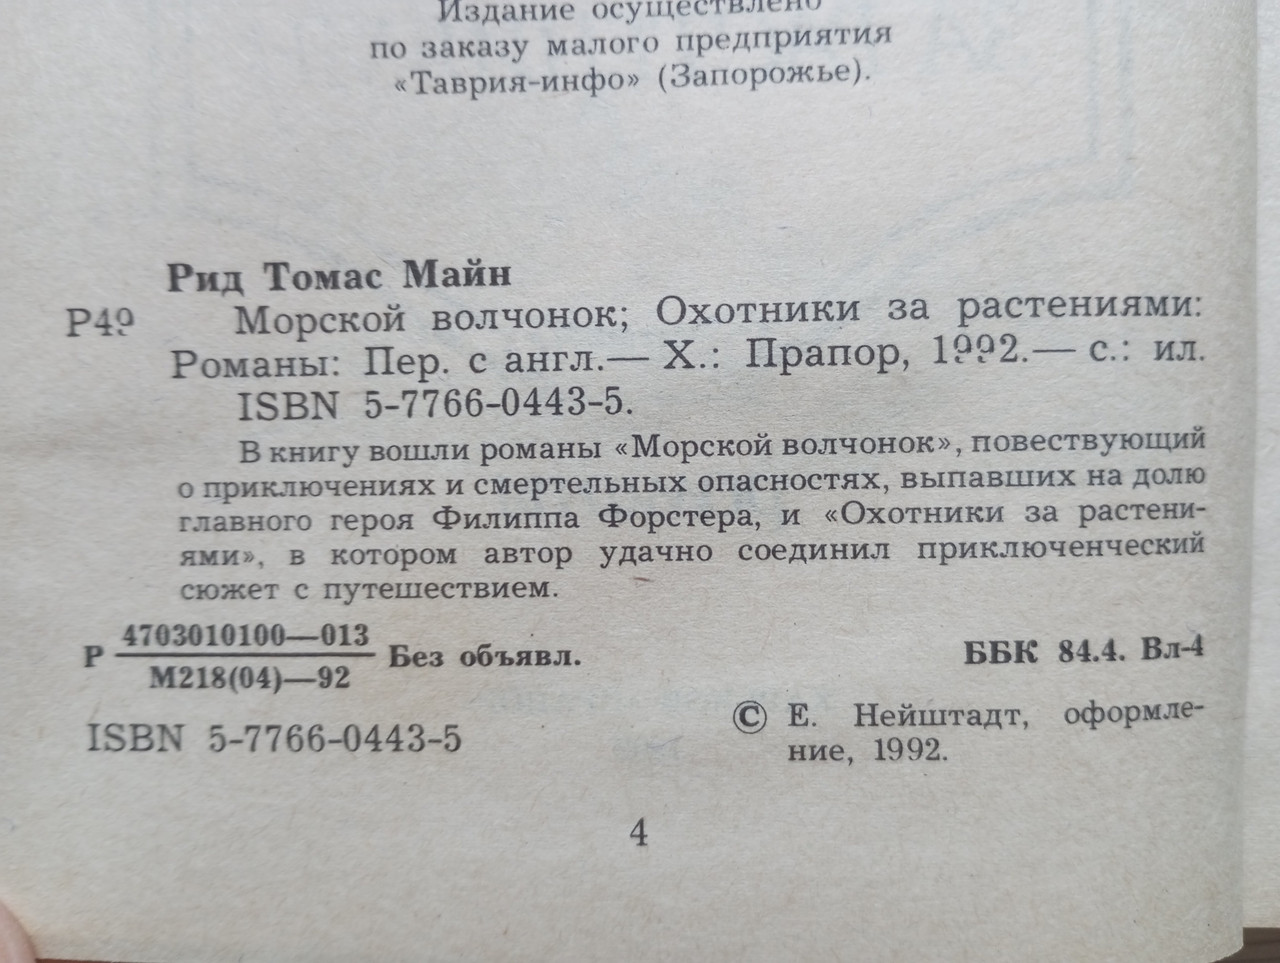 Издание осуществлено
по заказу малого предприятия
«Таврия-инфо» (Запорожье).
Рид Томас Майн
Р49 Морской волчонок; Охотники за растениями:
Романы: Пер. с англ.— Х.: Прапор, 1992.— с.: ил.
ISBN 5-7766-0443-5.
В книгу вошли романы «Морской волчонок», повествующий
о приключениях и смертельных опасностях, выпавших на долю
главного героя Филиппа Форстера, и «Охотники за растени-
ями», в котором автор удачно соединил приключенческий
сюжет с путешествием.
Р 4703010100—013 Без объявл.
М218(04)—92
ББК 84.4. Вл-4
ISBN 5-7766-0443-5
© Е. Нейштадт, оформле-
ние, 1992.
4